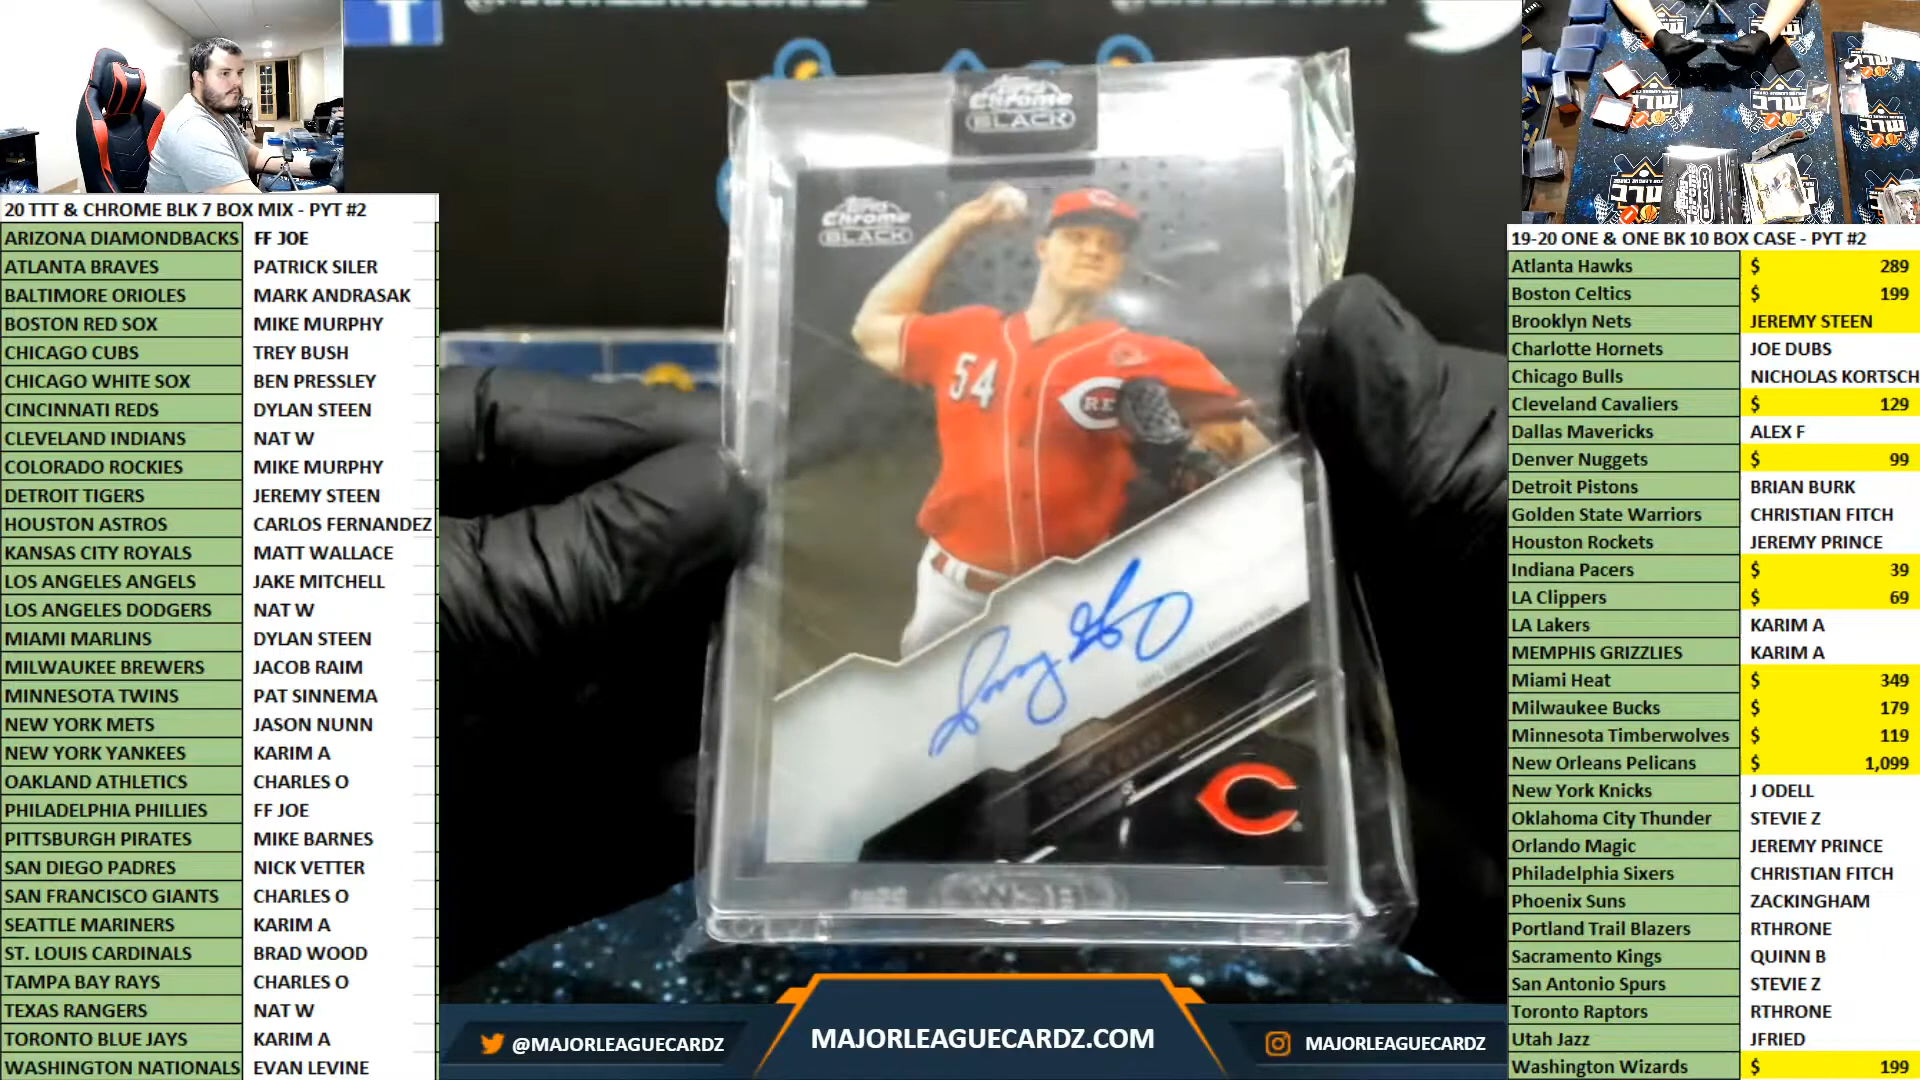 20 TTT & CHROME BLK 7 BOX MIX - PYT #2
ARIZONA DIAMONDBACKS FF JOE
ATLANTA BRAVES PATRICK SILER
BALTIMORE ORIOLES MARK ANDRASAK
BOSTON RED SOX MIKE MURPHY
CHICAGO CUBS TREY BUSH
CHICAGO WHITE SOX BEN PRESSLEY
CINCINNATI REDS DYLAN STEEN
CLEVELAND INDIANS NAT W
COLORADO ROCKIES MIKE MURPHY
DETROIT TIGERS JEREMY STEEN
HOUSTON ASTROS CARLOS FERNANDEZ
KANSAS CITY ROYALS MATT WALLACE
LOS ANGELES ANGELS JAKE MITCHELL
LOS ANGELES DODGERS NAT W
MIAMI MARLINS DYLAN STEEN
MILWAUKEE BREWERS JACOB RAIM
MINNESOTA TWINS PAT SINNEMA
NEW YORK METS JASON NUNN
NEW YORK YANKEES KARIM A
OAKLAND ATHLETICS CHARLES O
PHILADELPHIA PHILLIES FF JOE
PITTSBURGH PIRATES MIKE BARNES
SAN DIEGO PADRES NICK VETTER
SAN FRANCISCO GIANTS CHARLES O
SEATTLE MARINERS KARIM A
ST. LOUIS CARDINALS BRAD WOOD
TAMPA BAY RAYS CHARLES O
TEXAS RANGERS NAT W
TORONTO BLUE JAYS KARIM A
WASHINGTON NATIONALS EVAN LEVINE
Topps
Chrome
BLACK
Topps
Chrome
BLACK
54
RE
@MAJORLEAGUECARDZ
MAJORLEAGUECARDZ.COM
MAJORLEAGUECARDZ
19-20 ONE & ONE BK 10 BOX CASE - PYT #2
Atlanta Hawks $ 289
Boston Celtics $ 199
Brooklyn Nets JEREMY STEEN
Charlotte Hornets JOE DUBS
Chicago Bulls NICHOLAS KORTSCH
Cleveland Cavaliers $ 129
Dallas Mavericks ALEX F
Denver Nuggets $ 99
Detroit Pistons BRIAN BURK
Golden State Warriors CHRISTIAN FITCH
Houston Rockets JEREMY PRINCE
Indiana Pacers $ 39
LA Clippers $ 69
LA Lakers KARIM A
MEMPHIS GRIZZLIES KARIM A
Miami Heat $ 349
Milwaukee Bucks $ 179
Minnesota Timberwolves $ 119
New Orleans Pelicans $ 1,099
New York Knicks J ODELL
Oklahoma City Thunder STEVIE Z
Orlando Magic JEREMY PRINCE
Philadelphia Sixers CHRISTIAN FITCH
Phoenix Suns ZACKINGHAM
Portland Trail Blazers RTHRONE
Sacramento Kings QUINN B
San Antonio Spurs STEVIE Z
Toronto Raptors RTHRONE
Utah Jazz JFRIED
Washington Wizards $ 199